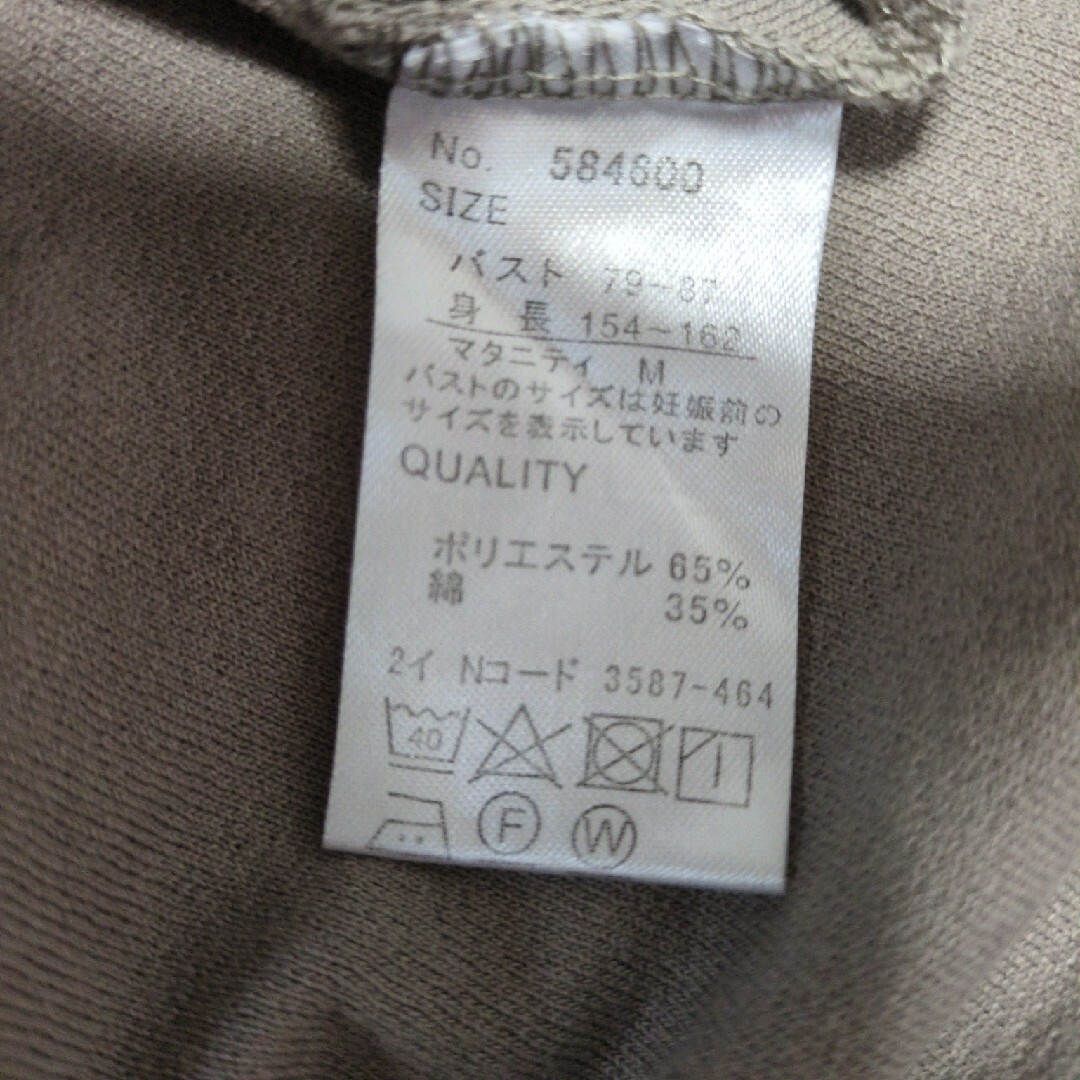 No. 584600
SIZE
バスト 79～87
身 長 154～162
マタニティ M
バストのサイズは妊娠前の
サイズを表示しています
QUALITY
ポリエステル 65%
綿 35%
2イ Nコード 3587-464
40
F W